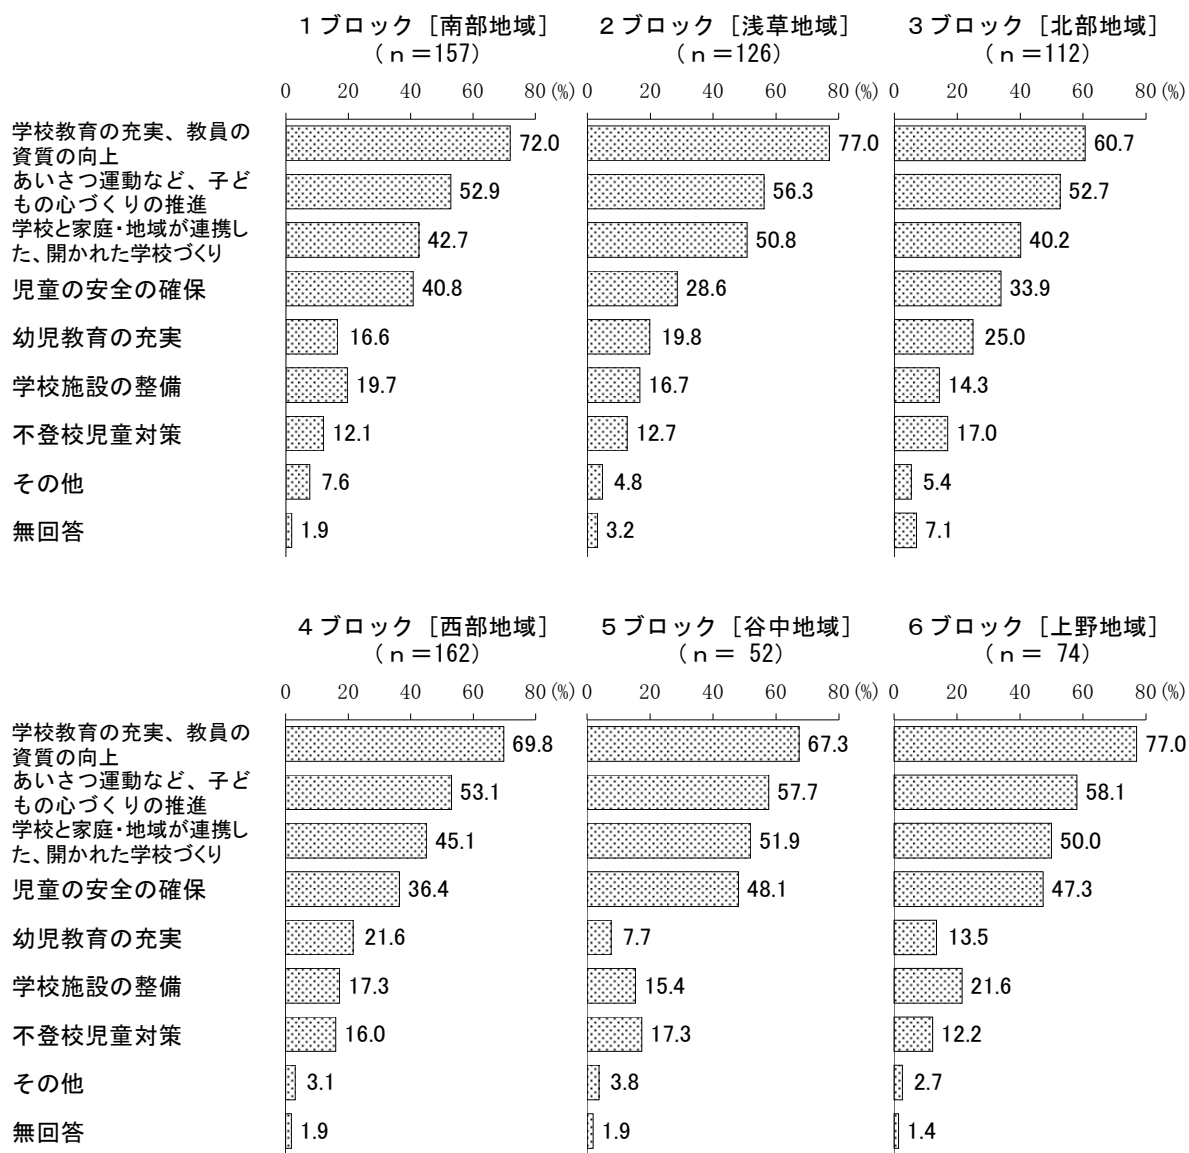 1ブロック［南部地域］ 2ブロック［浅草地域］ 3ブロック［北部地域］
（ｎ＝157） （ｎ＝126） （ｎ＝112）
0 20 40 60 80 (%) 0 20 40 60 80 (%) 0 20 40 60 80 (%)
学校教育の充実、教員の
資質の向上 72.0 77.0 60.7
あいさつ運動など、子ど
もの心づくりの推進 52.9 56.3 52.7
学校と家庭・地域が連携し
た、開かれた学校づくり 42.7 50.8 40.2
児童の安全の確保 40.8 28.6 33.9
幼児教育の充実 16.6 19.8 25.0
学校施設の整備 19.7 16.7 14.3
不登校児童対策 12.1 12.7 17.0
その他 7.6 4.8 5.4
無回答 1.9 3.2 7.1
4ブロック［西部地域］ 5ブロック［谷中地域］ 6ブロック［上野地域］
（ｎ＝162） （ｎ＝ 52） （ｎ＝ 74）
0 20 40 60 80 (%) 0 20 40 60 80 (%) 0 20 40 60 80 (%)
学校教育の充実、教員の
資質の向上 69.8 67.3 77.0
あいさつ運動など、子ど
もの心づくりの推進 53.1 57.7 58.1
学校と家庭・地域が連携し
た、開かれた学校づくり 45.1 51.9 50.0
児童の安全の確保 36.4 48.1 47.3
幼児教育の充実 21.6 7.7 13.5
学校施設の整備 17.3 15.4 21.6
不登校児童対策 16.0 17.3 12.2
その他 3.1 3.8 2.7
無回答 1.9 1.9 1.4